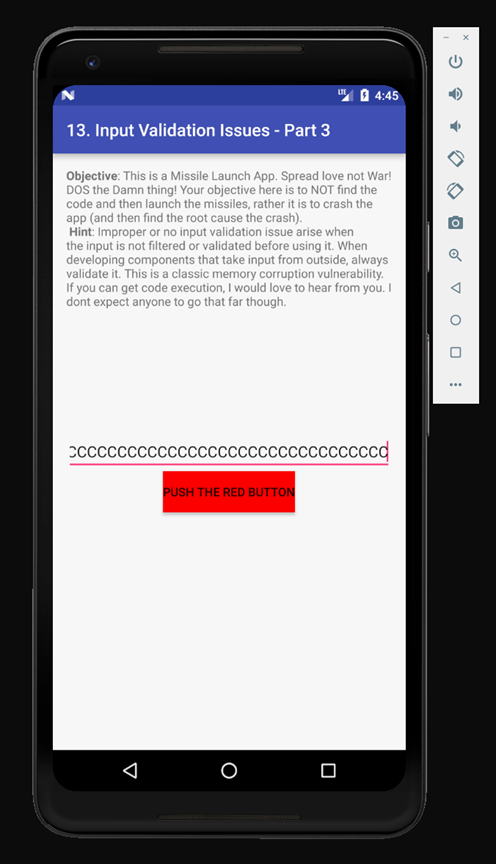 LTE 4:45
13. Input Validation Issues - Part 3
Objective: This is a Missile Launch App. Spread love not War!
DOS the Damn thing! Your objective here is to NOT find the
code and then launch the missiles, rather it is to crash the
app (and then find the root cause the crash).
Hint: Improper or no input validation issue arise when
the input is not filtered or validated before using it. When
developing components that take input from outside, always
validate it. This is a classic memory corruption vulnerability.
If you can get code execution, I would love to hear from you. I
dont expect anyone to go that far though.
CCCCCCCCCCCCCCCCCCCCCCCCCCCCCCCC
PUSH THE RED BUTTON